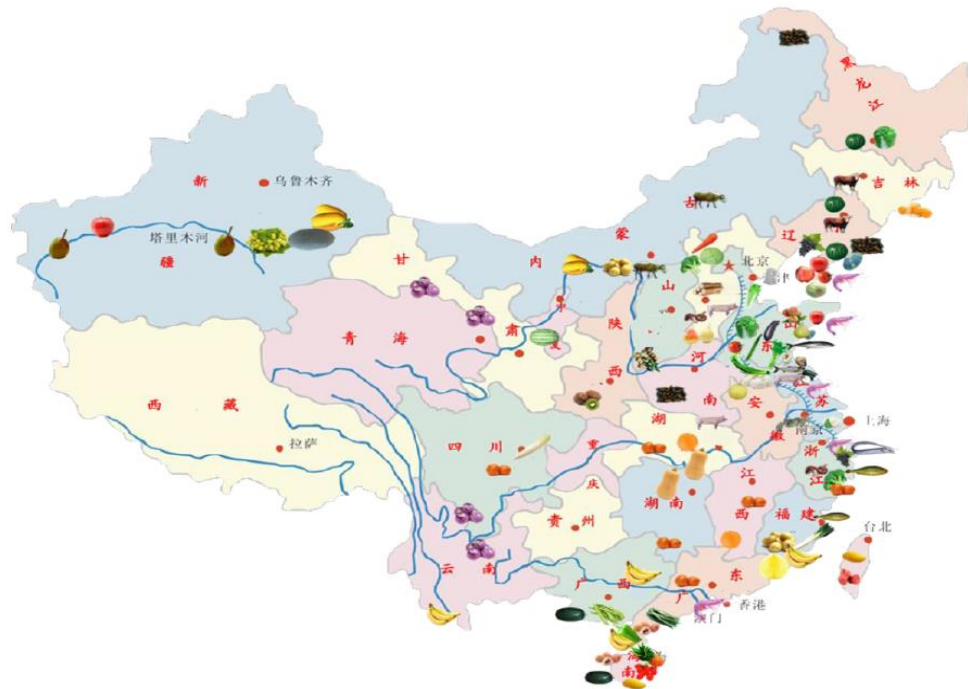 黑龙江
吉林
辽
新
乌鲁木齐
塔里木河
疆
内
蒙
古
甘
肃
北京
津
山
西
陕
西
青海
山
东
河
南
西藏
拉萨
四川
重
庆
湖
安
徽
江
苏
南京
上海
浙
江
湖南
江
西
福建
台北
贵州
云南
广西
广
东
香港
澳门
南